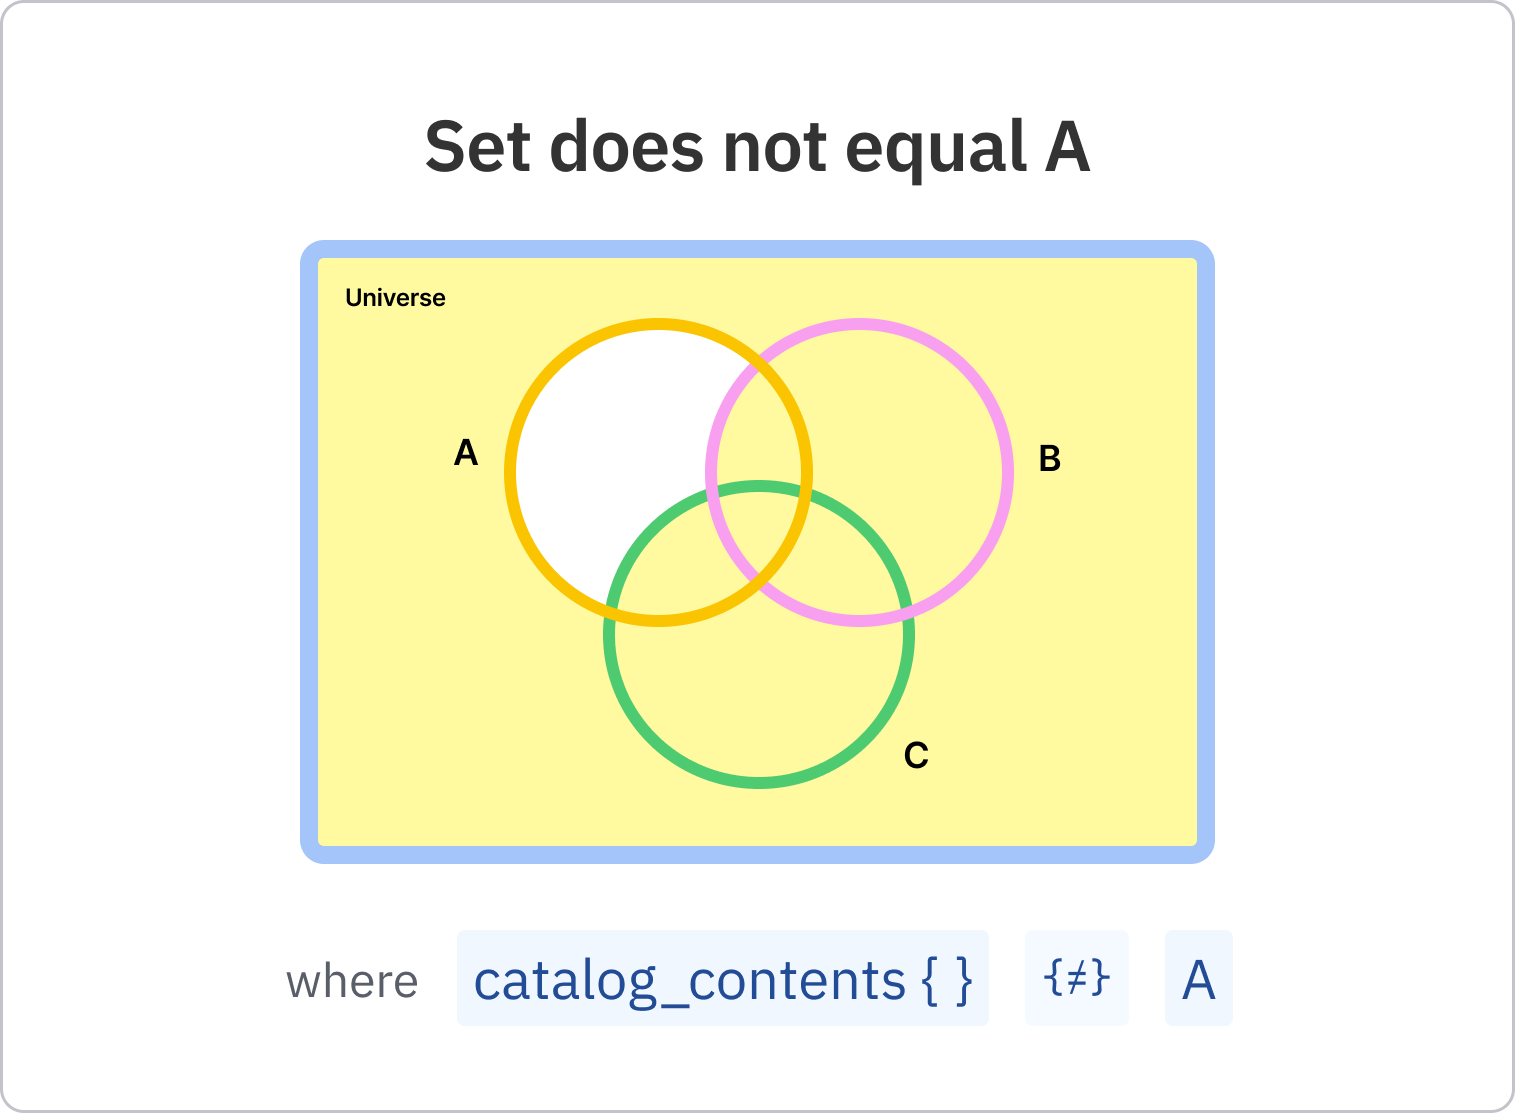 Set does not equal A
Universe
A
B
C
where catalog_contents { } {≠} A